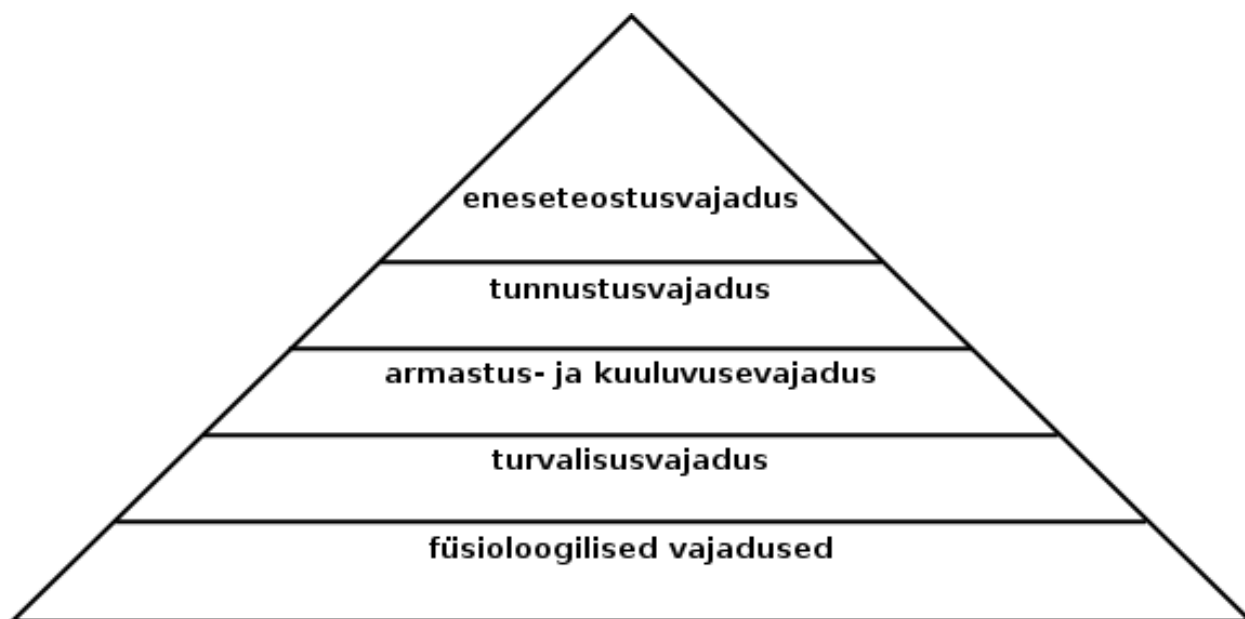 eneseteostusvajadus
tunnustusvajadus
armastus- ja kuuluvusevajadus
turvalisusvajadus
füsioloogilised vajadused